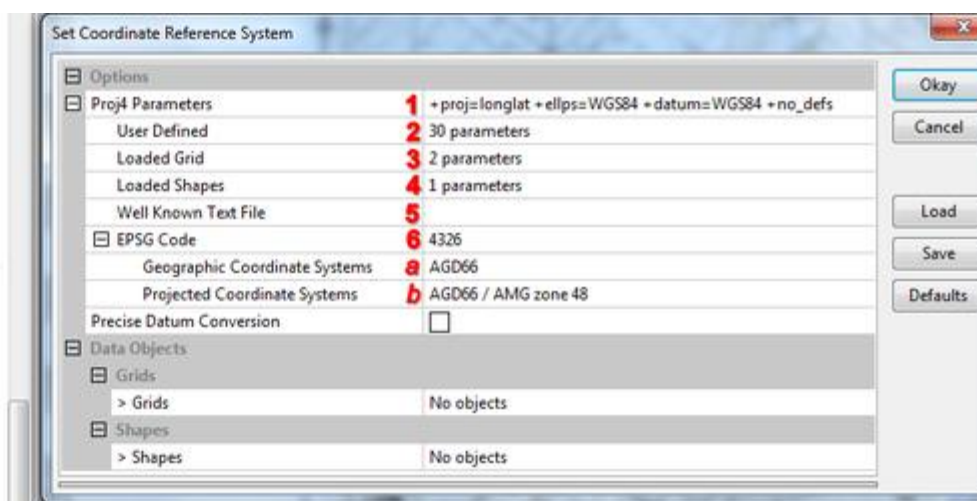 Set Coordinate Reference System
Options
Proj4 Parameters 1 +proj=longlat +ellps=WGS84 +datum=WGS84 +no_defs
User Defined 2 30 parameters
Loaded Grid 3 2 parameters
Loaded Shapes 4 1 parameters
Well Known Text File 5
EPSG Code 6 4326
Geographic Coordinate Systems a AGD66
Projected Coordinate Systems b AGD66 / AMG zone 48
Precise Datum Conversion
Data Objects
Grids
> Grids No objects
Shapes
> Shapes No objects
Okay
Cancel
Load
Save
Defaults